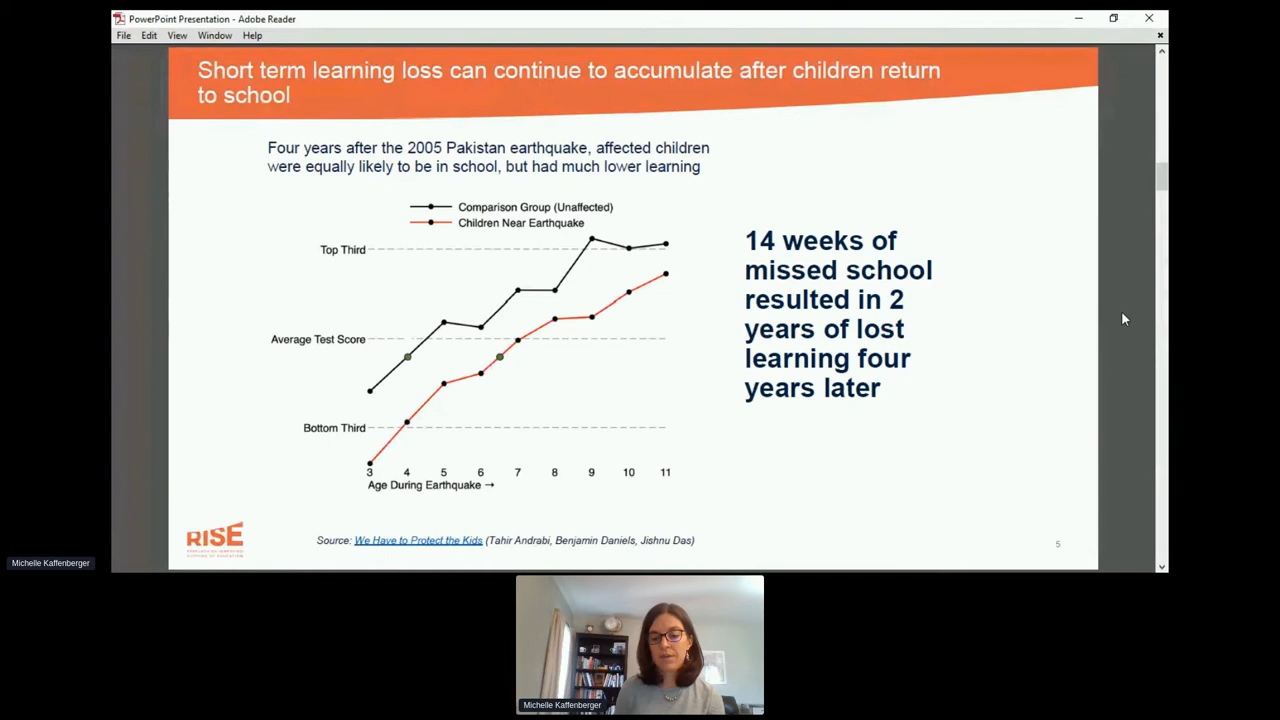 PowerPoint Presentation - Adobe Reader
File Edit View Window Help
Short term learning loss can continue to accumulate after children return
to school
Four years after the 2005 Pakistan earthquake, affected children
were equally likely to be in school, but had much lower learning
Comparison Group (Unaffected)
Children Near Earthquake
Top Third
Average Test Score
Bottom Third
3 4 5 6 7 8 9 10 11
Age During Earthquake →
14 weeks of
missed school
resulted in 2
years of lost
learning four
years later
RISE
Source: We Have to Protect the Kids (Tahir Andrabi, Benjamin Daniels, Jishnu Das)
5
Michelle Kaffenberger
Michelle Kaffenberger